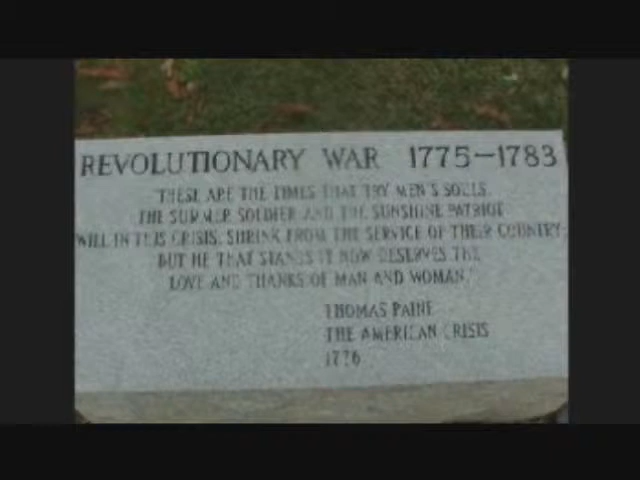 REVOLUTIONARY WAR 1775-1783
"THESE ARE THE TIMES THAT TRY MEN'S SOULS.
THE SUMMER SOLDIER AND THE SUNSHINE PATRIOT
WILL IN THIS CRISIS, SHRINK FROM THE SERVICE OF THEIR COUNTRY;
BUT HE THAT STANDS IT NOW DESERVES THE
LOVE AND THANKS OF MAN AND WOMAN."
THOMAS PAINE
THE AMERICAN CRISIS
1776